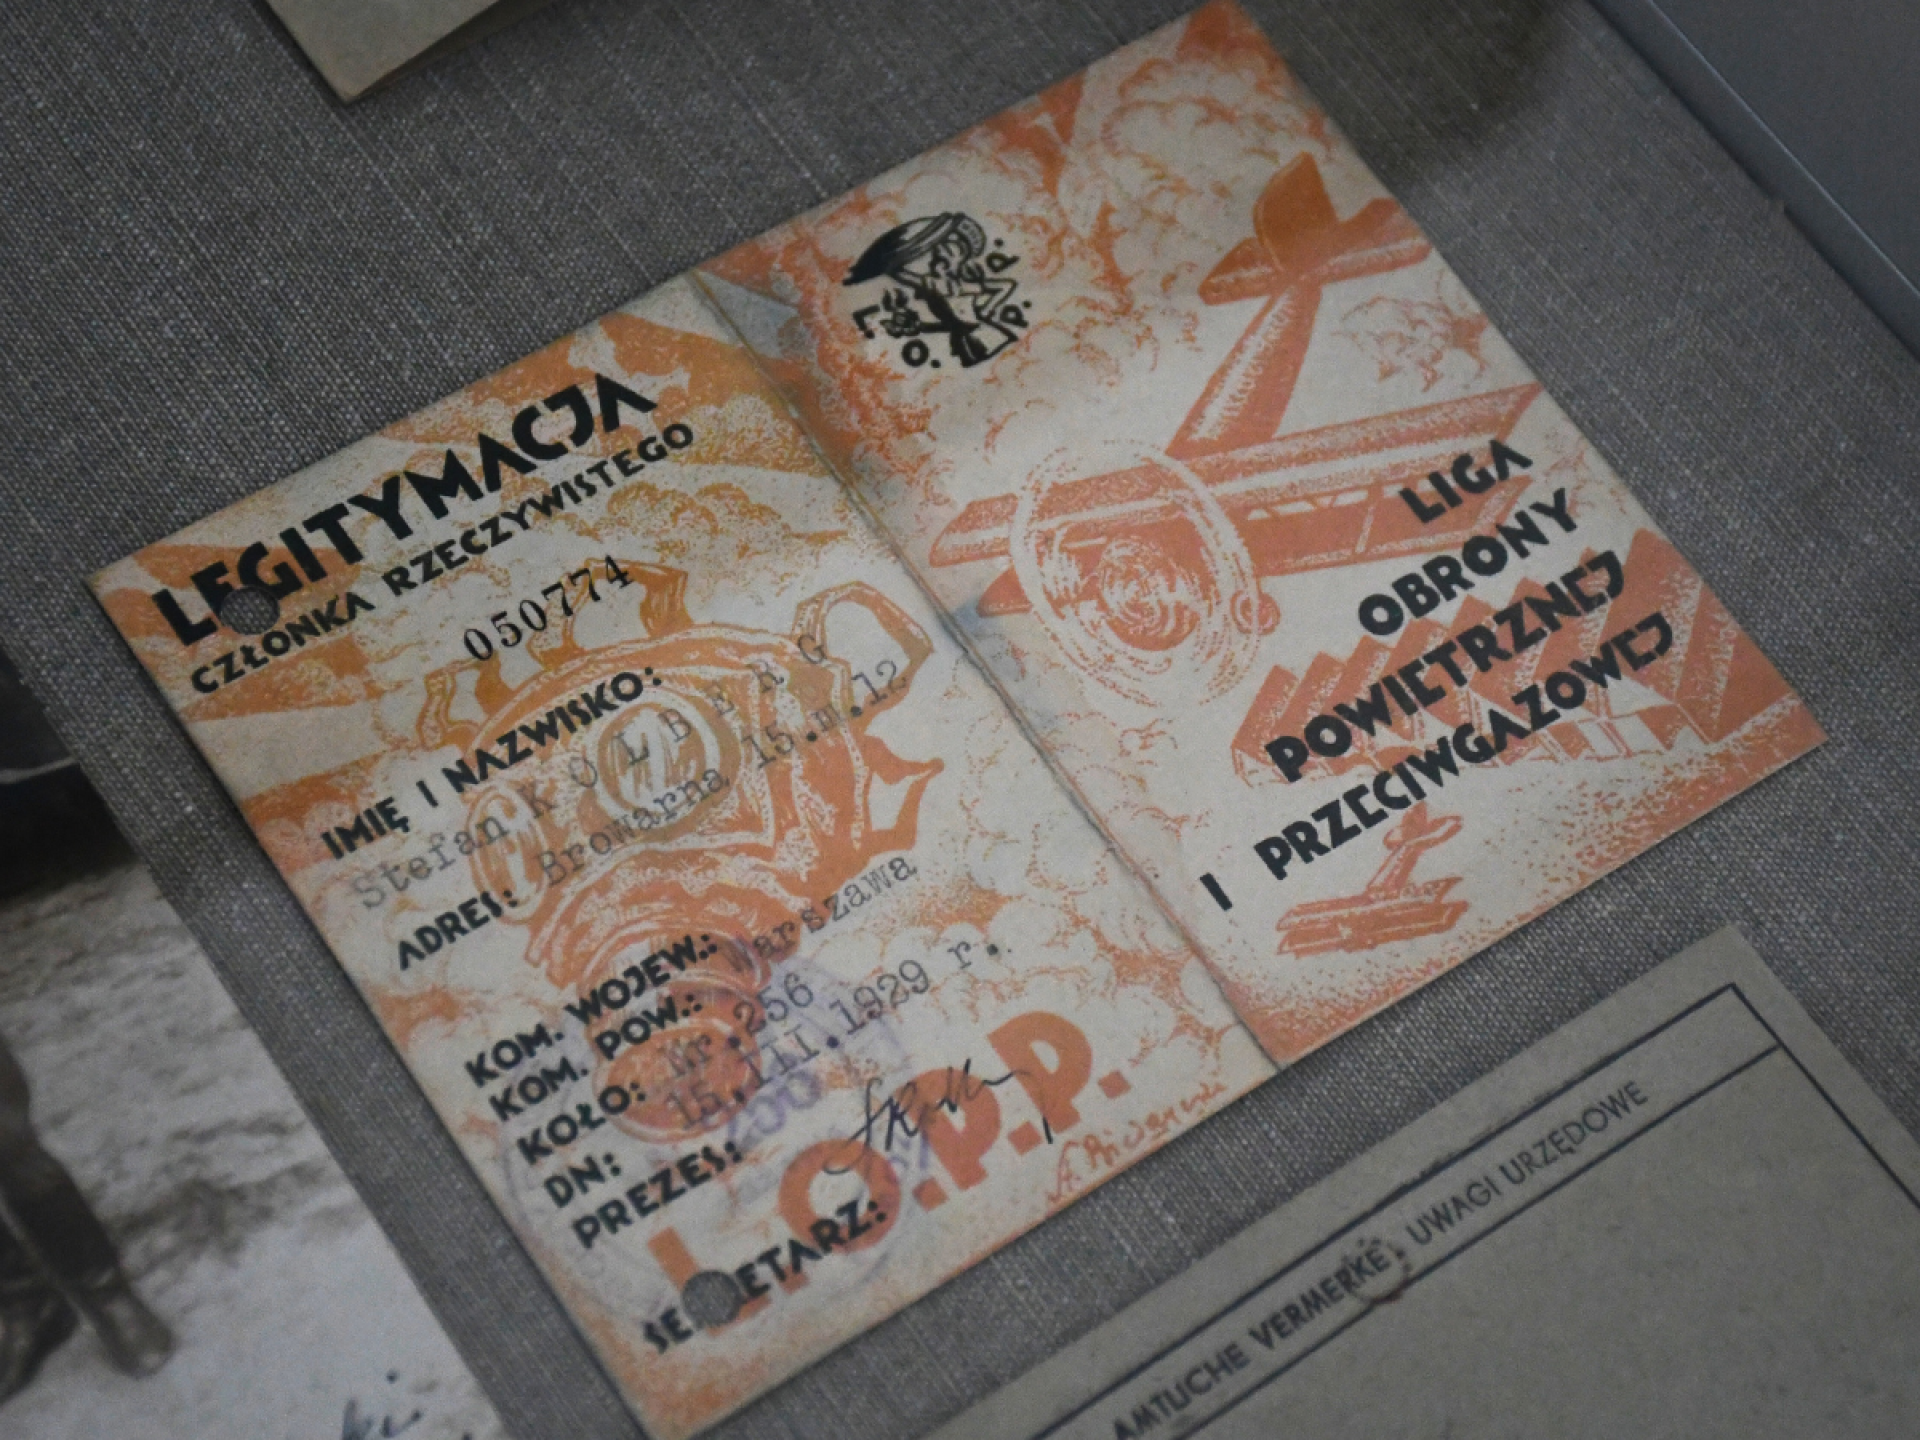 LEGITYMACJA
CZŁONKA RZECZYWISTEGO
050774
IMIĘ I NAZWISKO:
Stefan KOLBERG
ADRES: Browarna 15.m.12
KOM. WOJEW.: Warszawa
KOM. POW.:
KOŁO: Nr.256
DN: 15.III.1929 r.
PREZES:
SEKRETARZ:
L.O.P.P.
L. O. P. P.
LIGA
OBRONY
POWIETRZNEJ
I PRZECIWGAZOWEJ
AMTLICHE VERMERKE, UWAGI URZĘDOWE